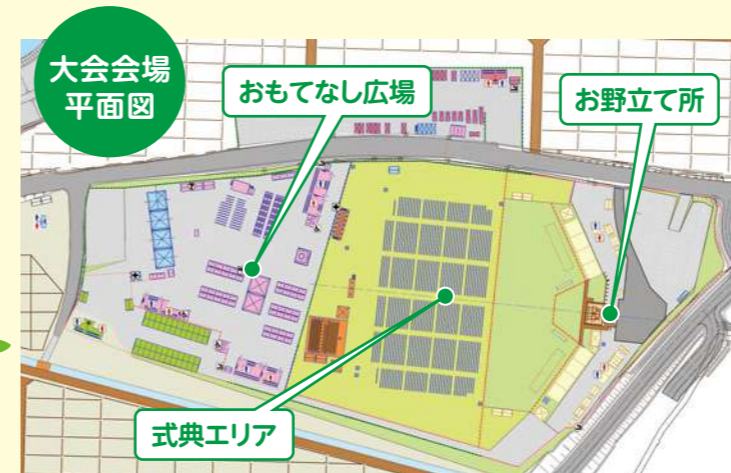 大会会場
平面図
おもてなし広場
お野立て所
式典エリア